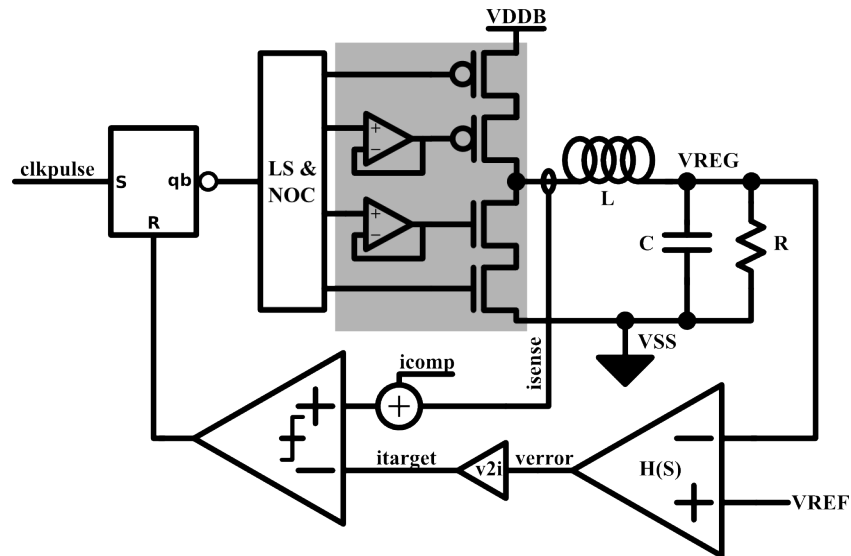 VDDB
clkpulse
S
qb
R
LS &
NOC
+
−
+
−
L
VREG
C
R
VSS
isense
icomp
+
+
−
itarget
v2i
verror
H(S)
−
+
VREF